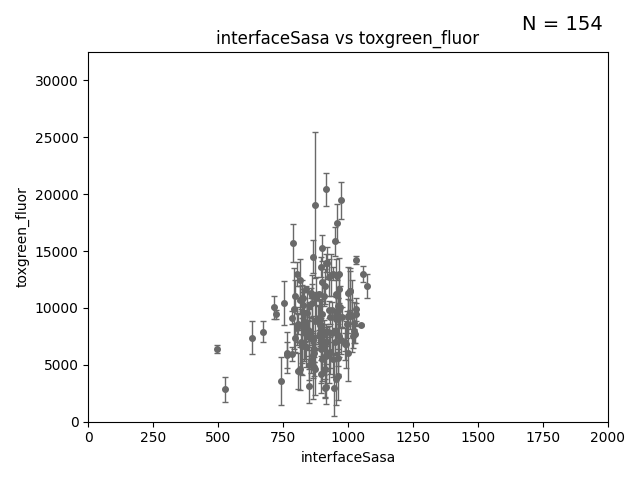 N = 154
interfaceSasa vs toxgreen_fluor
30000
25000
20000
15000
10000
5000
0
toxgreen_fluor
0 250 500 750 1000 1250 1500 1750 2000
interfaceSasa